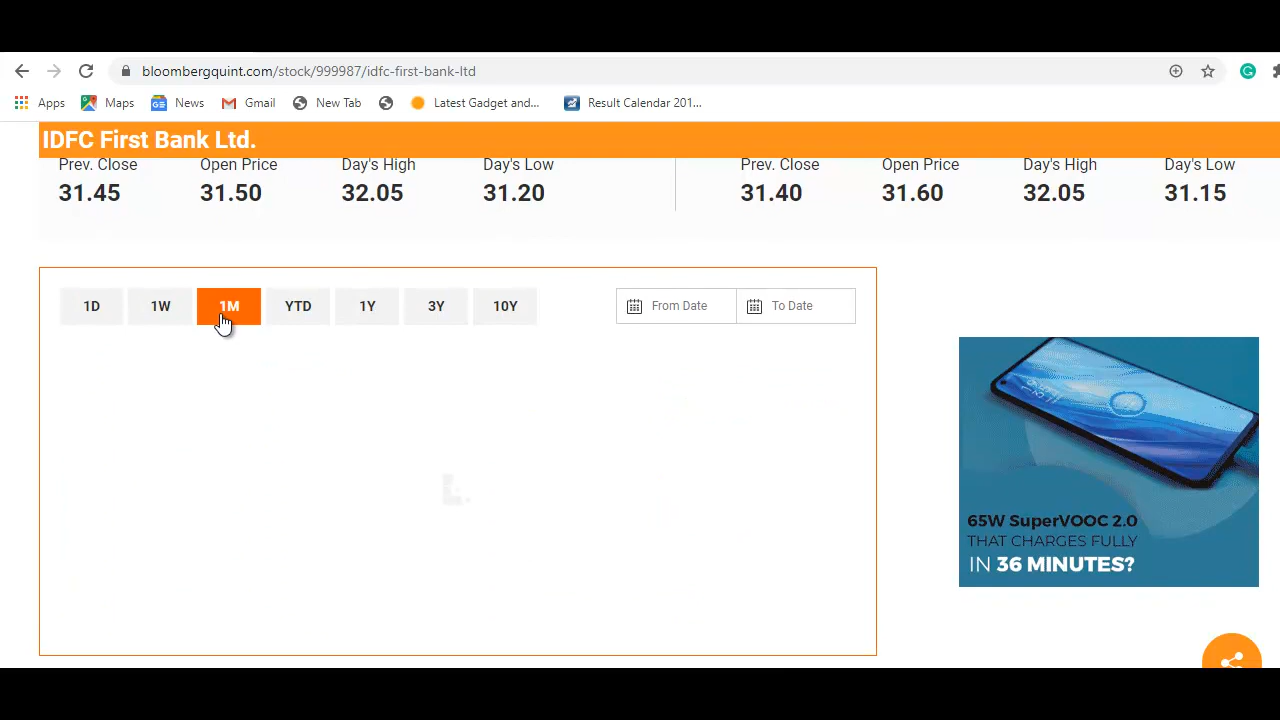 bloombergquint.com/stock/999987/idfc-first-bank-ltd
Apps Maps News Gmail New Tab Latest Gadget and... Result Calendar 201...
IDFC First Bank Ltd.
Prev. Close Open Price Day's High Day's Low Prev. Close Open Price Day's High Day's Low
31.45 31.50 32.05 31.20 31.40 31.60 32.05 31.15
1D 1W 1M YTD 1Y 3Y 10Y From Date To Date
65W SuperVOOC 2.0
THAT CHARGES FULLY
IN 36 MINUTES?